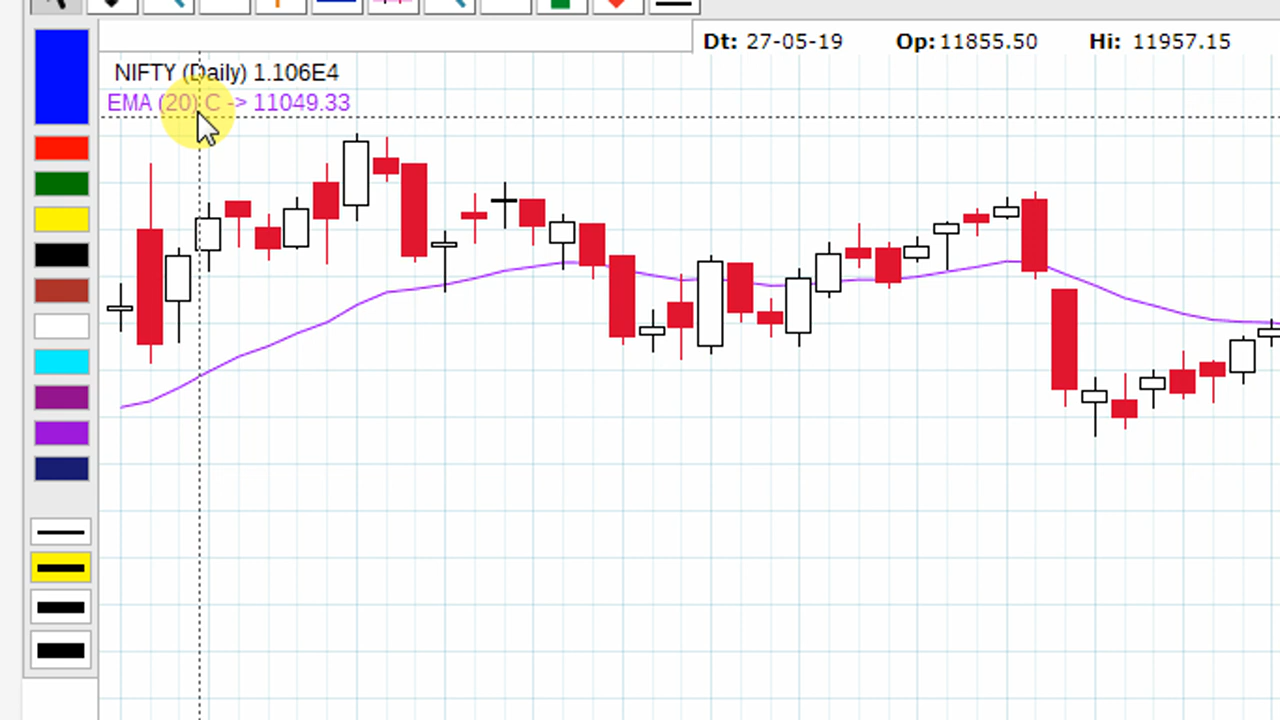 Dt: 27-05-19 Op: 11855.50 Hi: 11957.15
NIFTY (Daily) 1.106E4
EMA (20) C -> 11049.33